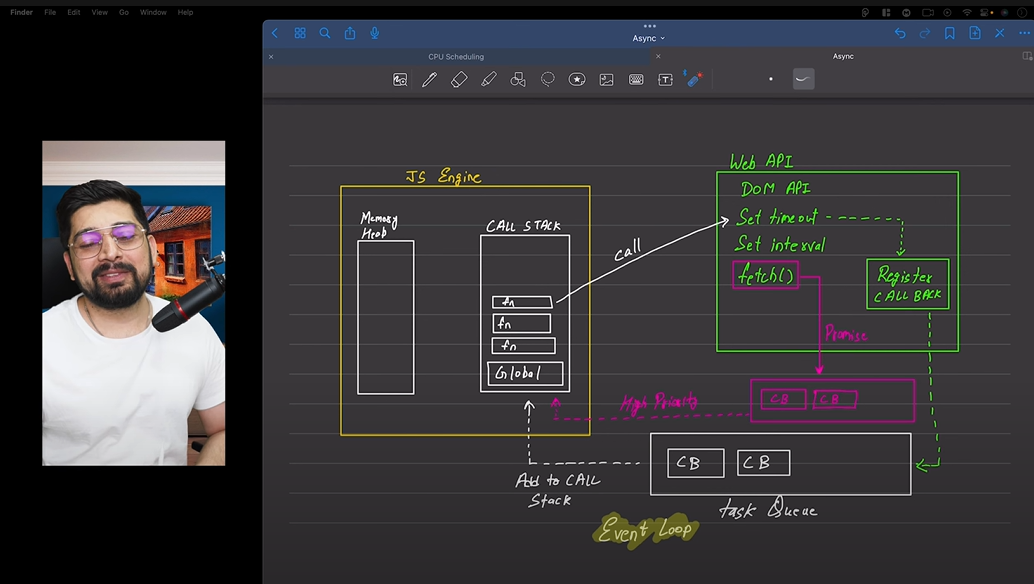 Finder File Edit View Go Window Help
Async
CPU Scheduling
Async
JS Engine
Memory
Heab
CALL STACK
fn
fn
fn
Global
call
Web API
DOM API
Set timeout
Set interval
fetch()
Register
CALL BACK
Promise
High Priority
CB CB
CB CB
Add to CALL
Stack
task Queue
Event Loop